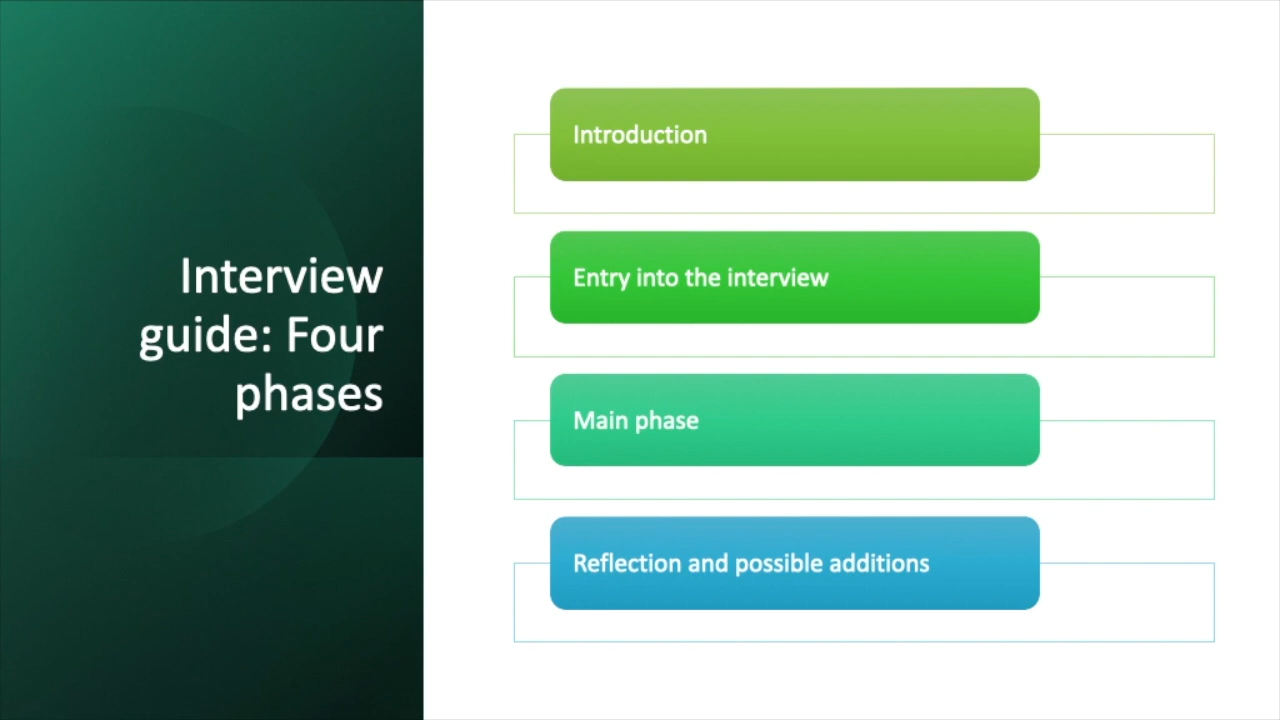 Interview
guide: Four
phases
Introduction
Entry into the interview
Main phase
Reflection and possible additions